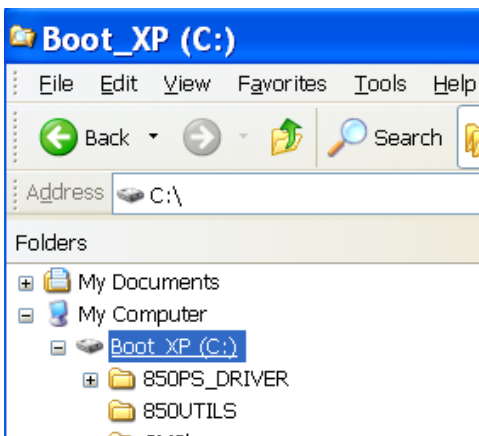 Boot_XP (C:)
File Edit View Favorites Tools Help
Back Search
Address C:\
Folders
My Documents
My Computer
Boot_XP (C:)
850PS_DRIVER
850UTILS